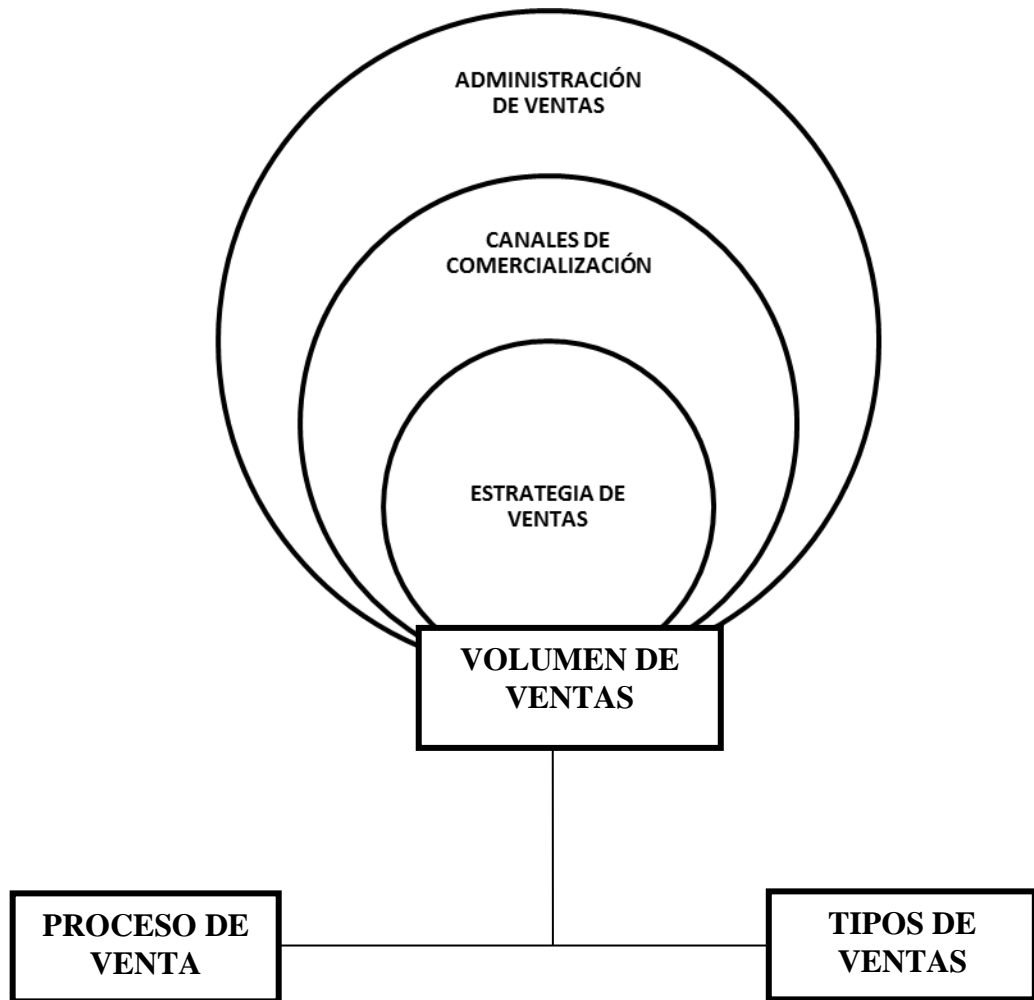 ADMINISTRACIÓN
DE VENTAS
CANALES DE
COMERCIALIZACIÓN
ESTRATEGIA DE
VENTAS
VOLUMEN DE
VENTAS
PROCESO DE
VENTA
TIPOS DE
VENTAS